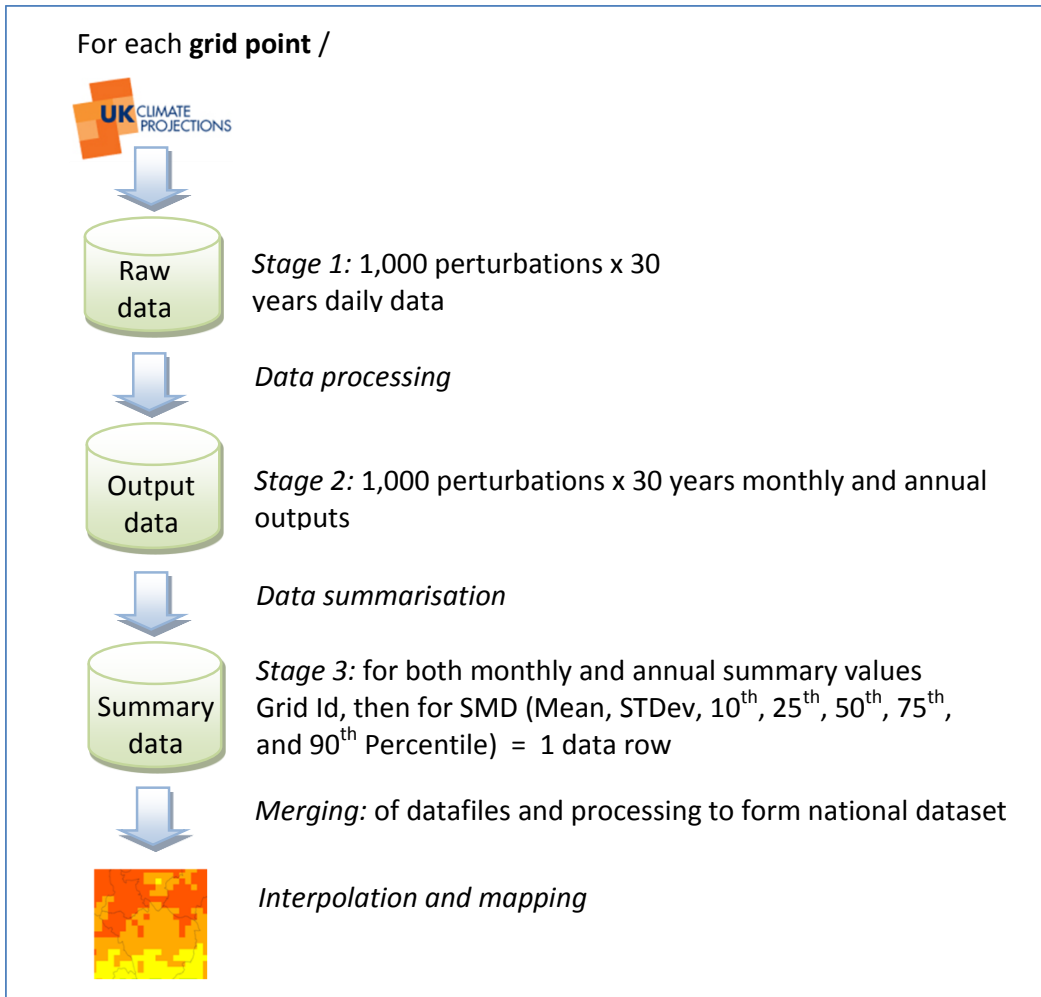 For each grid point /
UK CLIMATE
PROJECTIONS
Raw
data
Stage 1: 1,000 perturbations x 30
years daily data
Data processing
Output
data
Stage 2: 1,000 perturbations x 30 years monthly and annual
outputs
Data summarisation
Summary
data
Stage 3: for both monthly and annual summary values
Grid Id, then for SMD (Mean, STDev, 10th, 25th, 50th, 75th,
and 90th Percentile) = 1 data row
Merging: of datafiles and processing to form national dataset
Interpolation and mapping